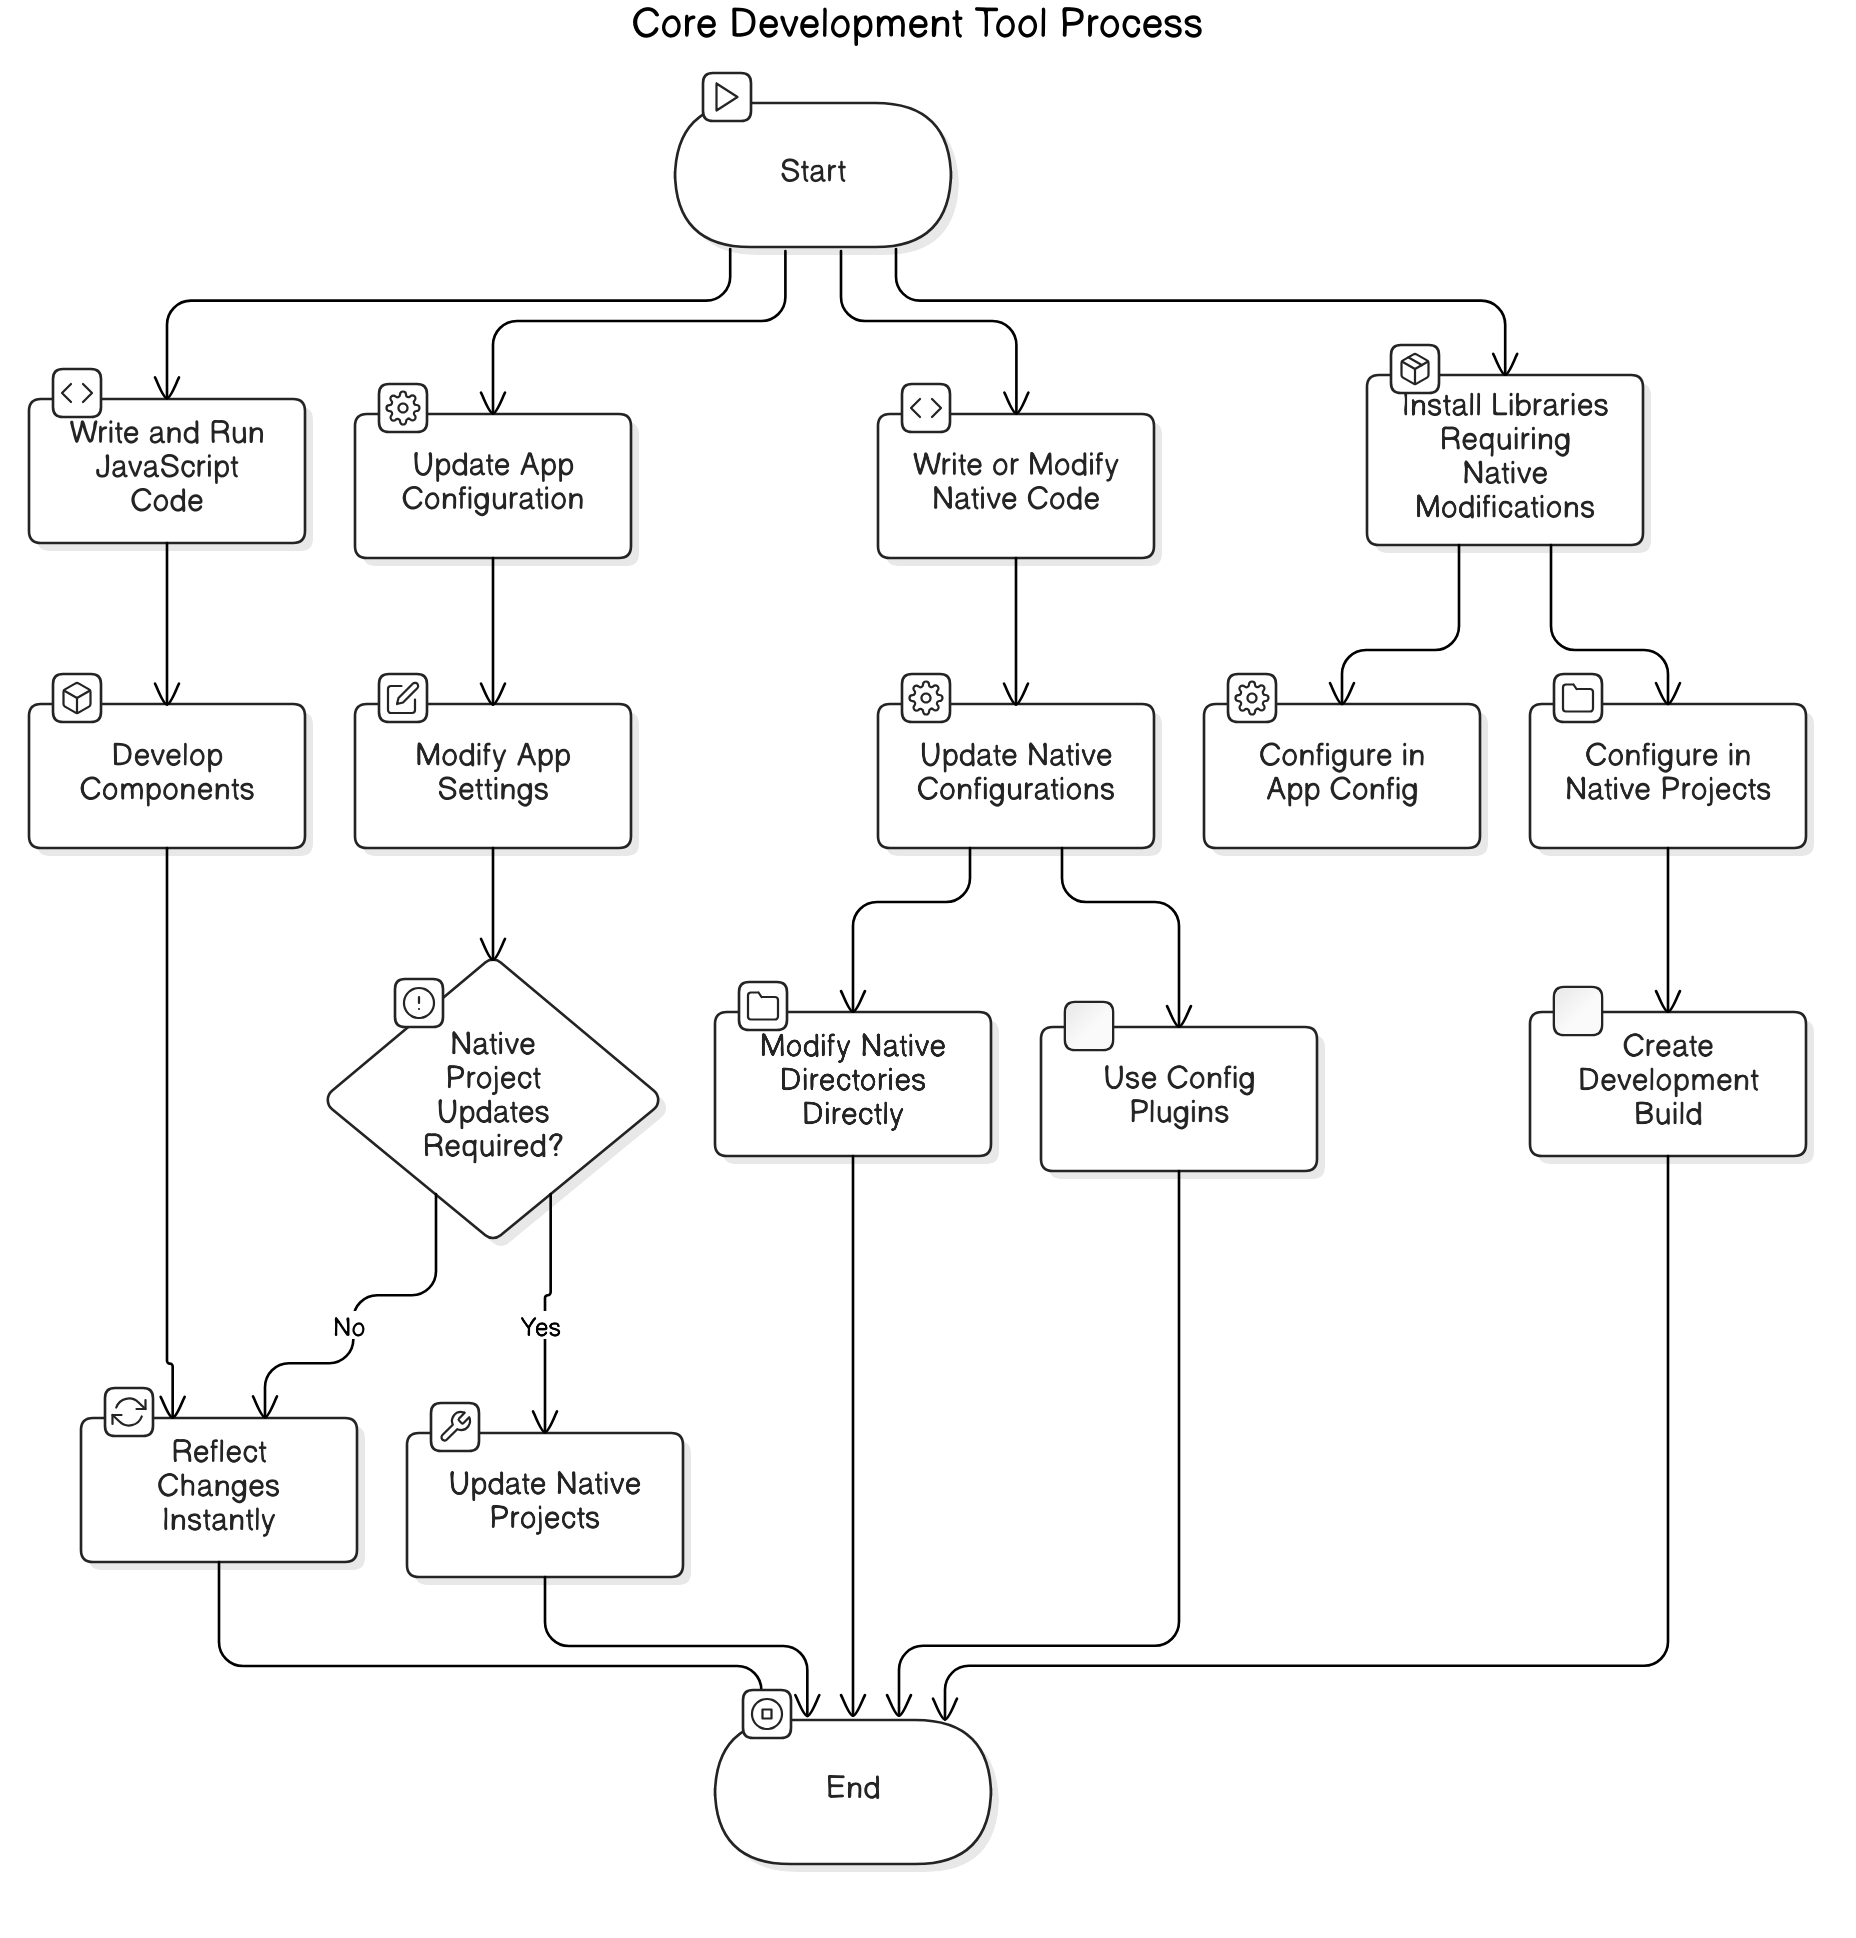 Core Development Tool Process
Start
Write and Run
JavaScript
Code
Update App
Configuration
Write or Modify
Native Code
Install Libraries
Requiring
Native
Modifications
Develop
Components
Modify App
Settings
Update Native
Configurations
Configure in
App Config
Configure in
Native Projects
Native
Project
Updates
Required?
Modify Native
Directories
Directly
Use Config
Plugins
Create
Development
Build
No
Yes
Reflect
Changes
Instantly
Update Native
Projects
End